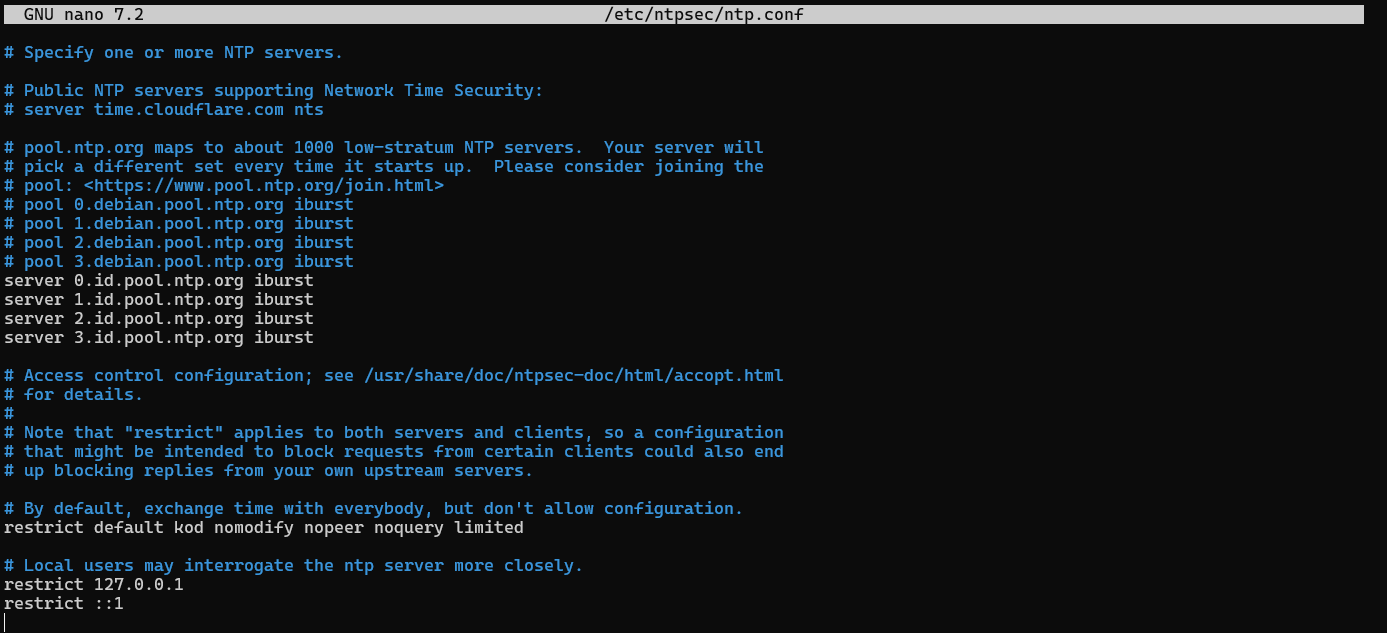 GNU nano 7.2 /etc/ntpsec/ntp.conf
# Specify one or more NTP servers.
# Public NTP servers supporting Network Time Security:
# server time.cloudflare.com nts
# pool.ntp.org maps to about 1000 low-stratum NTP servers.  Your server will
# pick a different set every time it starts up.  Please consider joining the
# pool: <https://www.pool.ntp.org/join.html>
# pool 0.debian.pool.ntp.org iburst
# pool 1.debian.pool.ntp.org iburst
# pool 2.debian.pool.ntp.org iburst
# pool 3.debian.pool.ntp.org iburst
server 0.id.pool.ntp.org iburst
server 1.id.pool.ntp.org iburst
server 2.id.pool.ntp.org iburst
server 3.id.pool.ntp.org iburst
# Access control configuration; see /usr/share/doc/ntpsec-doc/html/accopt.html
# for details.
#
# Note that "restrict" applies to both servers and clients, so a configuration
# that might be intended to block requests from certain clients could also end
# up blocking replies from your own upstream servers.
# By default, exchange time with everybody, but don't allow configuration.
restrict default kod nomodify nopeer noquery limited
# Local users may interrogate the ntp server more closely.
restrict 127.0.0.1
restrict ::1